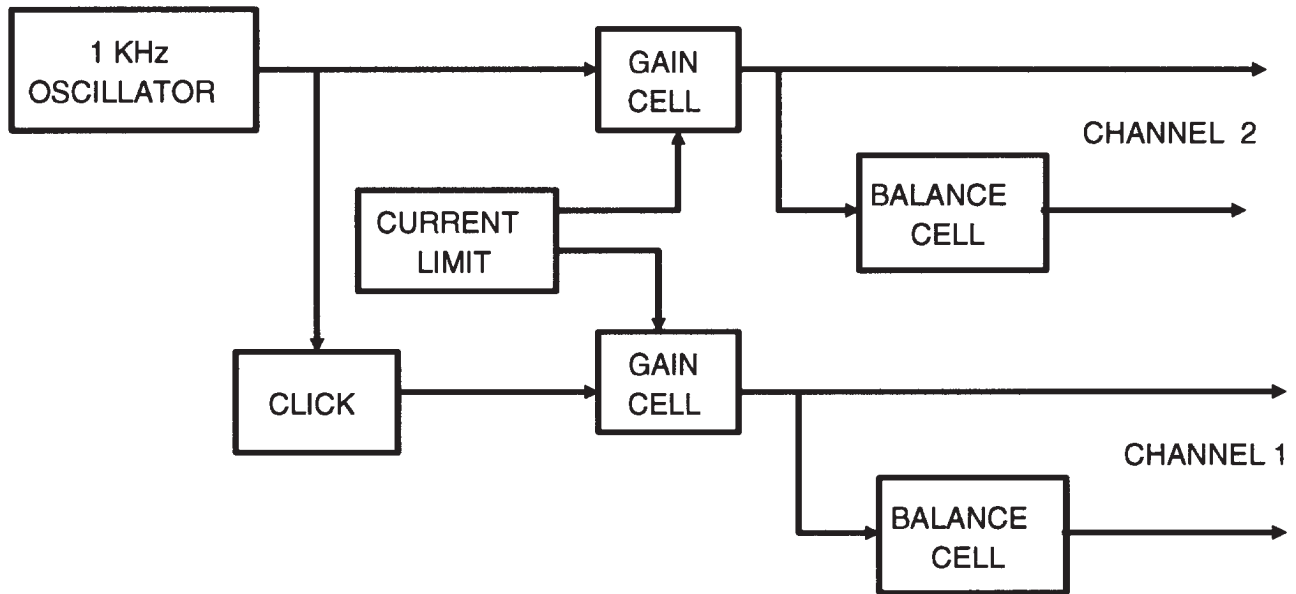 1 KHz
OSCILLATOR
GAIN
CELL
CHANNEL 2
BALANCE
CELL
CURRENT
LIMIT
GAIN
CELL
CLICK
CHANNEL 1
BALANCE
CELL